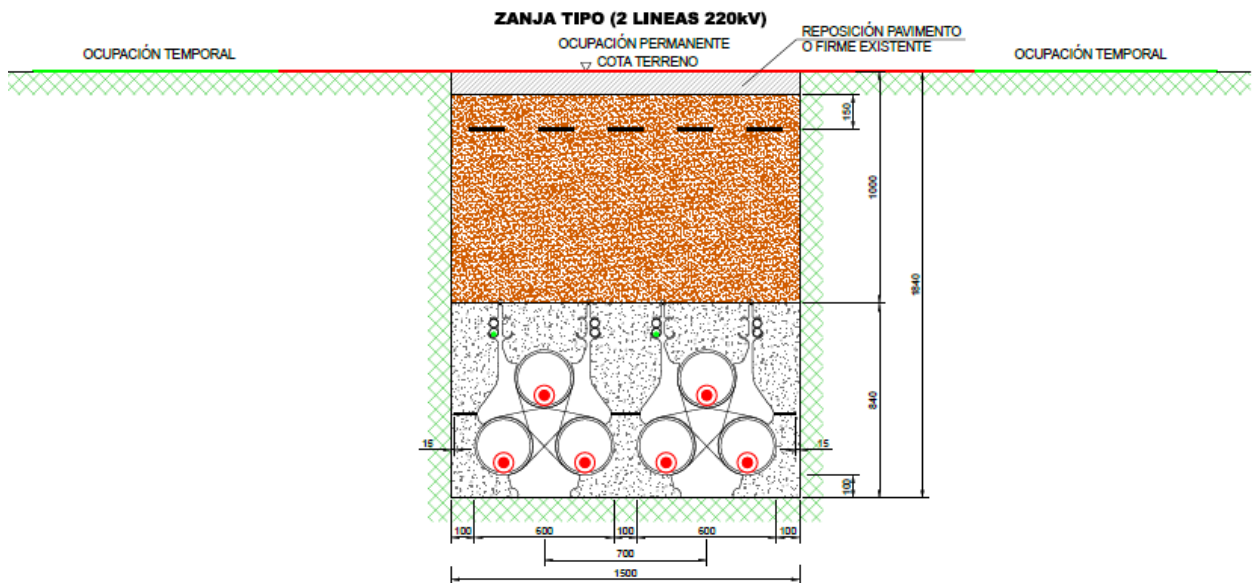 ZANJA TIPO (2 LINEAS 220kV)
OCUPACIÓN TEMPORAL
OCUPACIÓN PERMANENTE
COTA TERRENO
REPOSICIÓN PAVIMENTO
O FIRME EXISTENTE
OCUPACIÓN TEMPORAL
150
1000
1840
840
15
15
100
100
600
100
600
100
700
1500